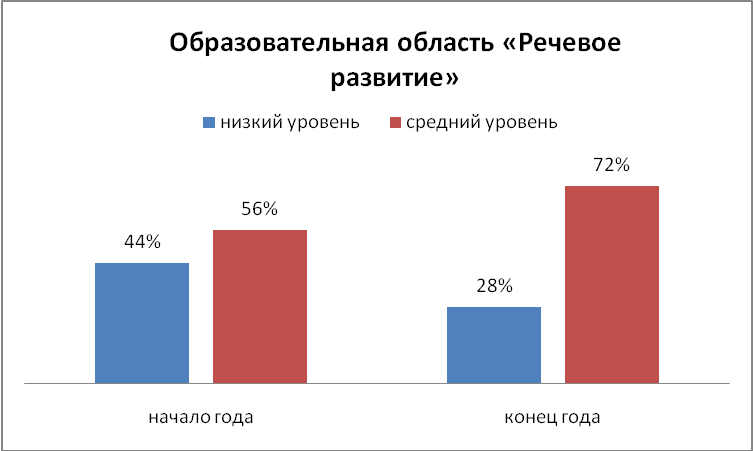 Образовательная область «Речевое
развитие»
низкий уровень средний уровень
72%
56%
44%
28%
начало года конец года